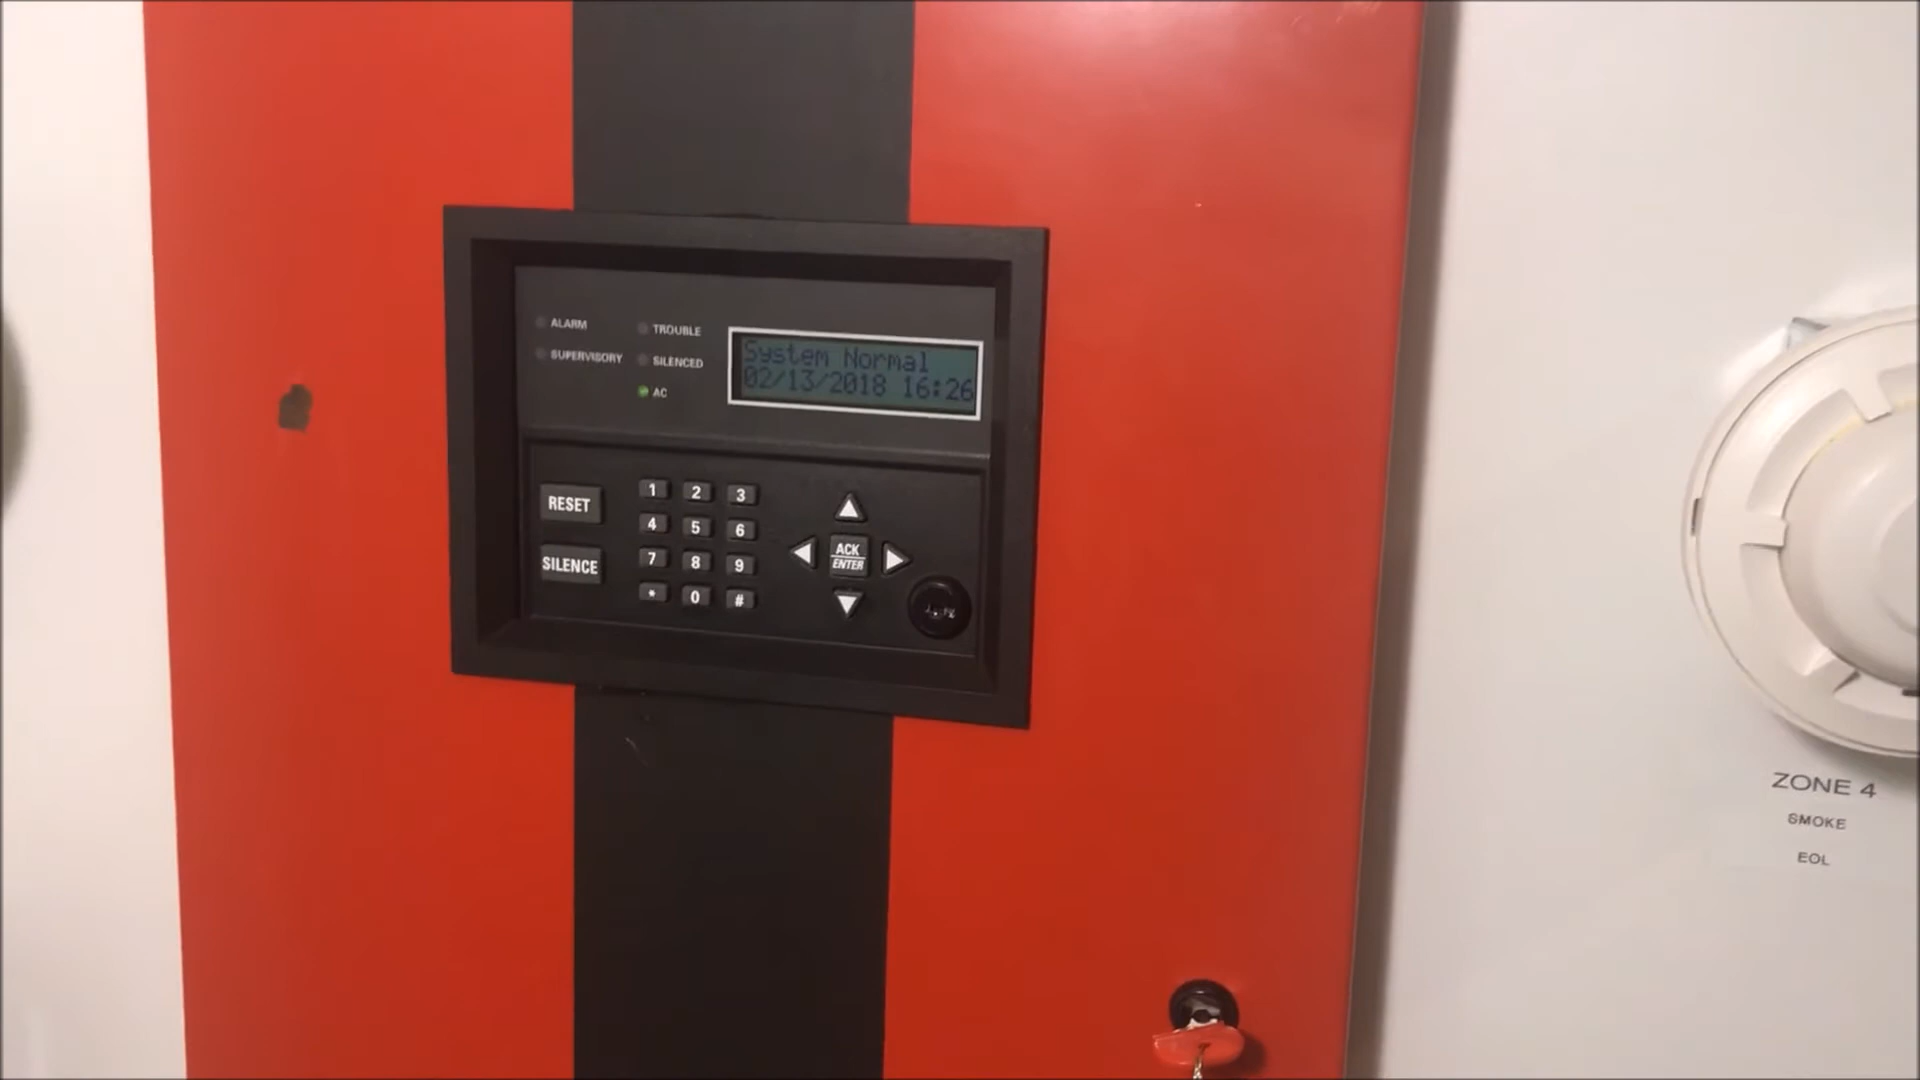 ALARM
TROUBLE
SUPERVISORY
SILENCED
AC
System Normal
02/13/2018 16:26
RESET
SILENCE
1 2 3
4 5 6
7 8 9
* 0 #
ACK
ENTER
ZONE 4
SMOKE
EOL